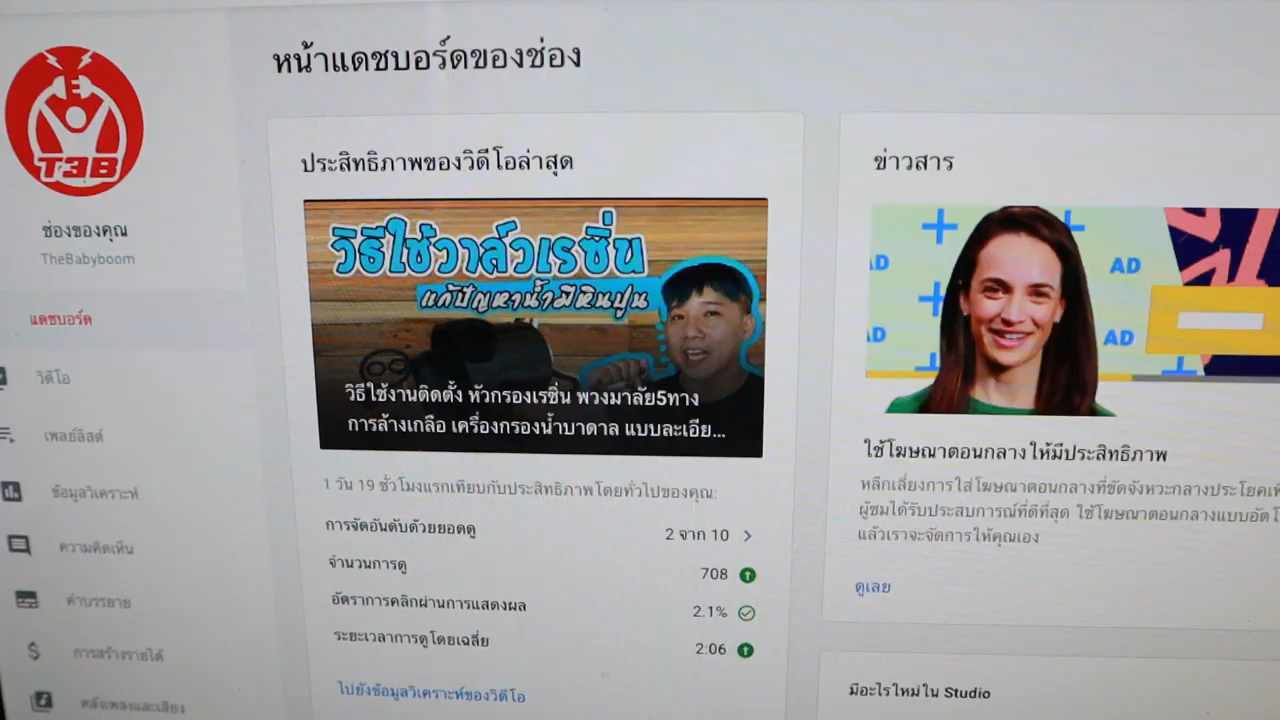 หน้าแดชบอร์ดของช่อง
T3B
ช่องของคุณ
TheBabyboom
แดชบอร์ด
วิดีโอ
เพลย์ลิสต์
ข้อมูลวิเคราะห์
ความคิดเห็น
คำบรรยาย
การสร้างรายได้
คลังเพลงและเสียง
ประสิทธิภาพของวิดีโอล่าสุด
วิธีใช้วาล์วเรซิ่น
แก้ปัญหาน้ำมีหินปูน
วิธีใช้งานติดตั้ง หัวกรองเรซิ่น พวงมาลัย5ทาง
การล้างเกลือ เครื่องกรองน้ำบาดาล แบบละเอีย...
1 วัน 19 ชั่วโมงแรกเทียบกับประสิทธิภาพโดยทั่วไปของคุณ:
การจัดอันดับด้วยยอดดู 2 จาก 10
จำนวนการดู 708
อัตราการคลิกผ่านการแสดงผล 2.1%
ระยะเวลาการดูโดยเฉลี่ย 2:06
ไปยังข้อมูลวิเคราะห์ของวิดีโอ
ข่าวสาร
AD
AD
AD
AD
ใช้โฆษณาตอนกลางให้มีประสิทธิภาพ
หลีกเลี่ยงการใส่โฆษณาตอนกลางที่ขัดจังหวะกลางประโยคเพื่
ผู้ชมได้รับประสบการณ์ที่ดีที่สุด ใช้โฆษณาตอนกลางแบบอัตโ
แล้วเราจะจัดการให้คุณเอง
ดูเลย
มีอะไรใหม่ใน Studio